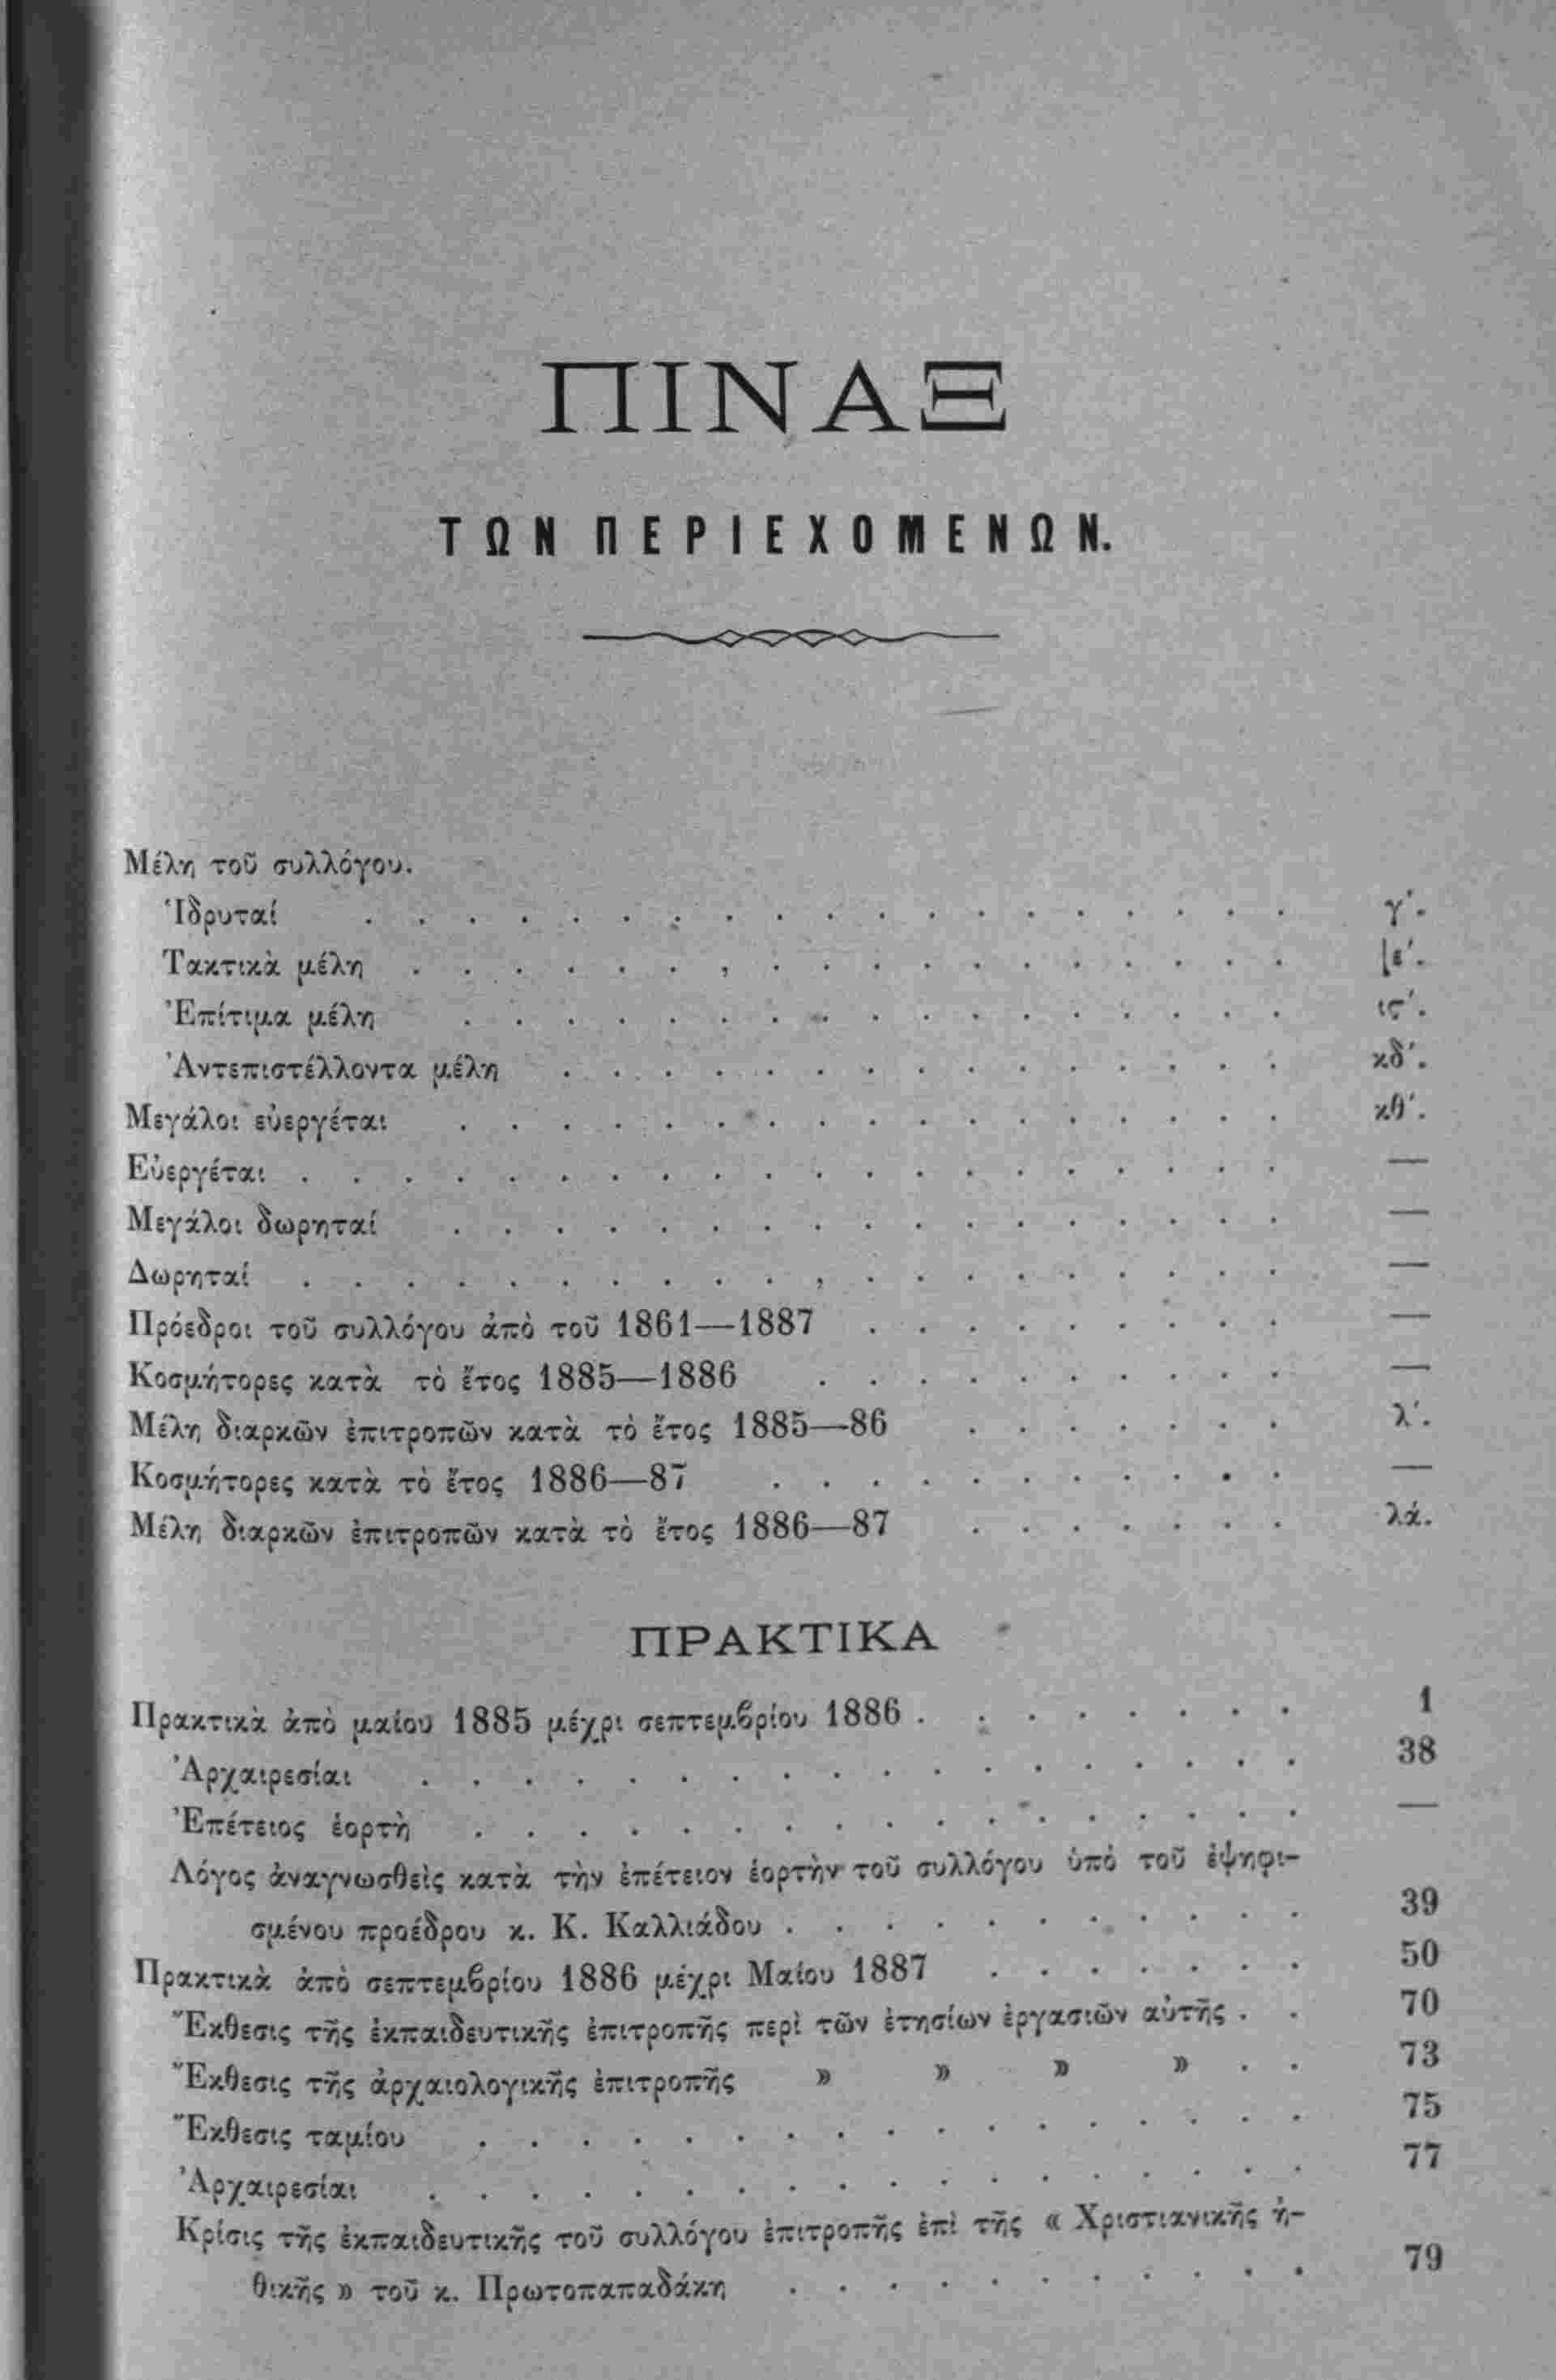 ΠΙΝΑΞ
ΤΩΝ ΠΕΡΙΕΧΟΜΕΝΩΝ.
Μέλη τοῦ συλλόγου.
Ἱδρυταί . . . . . . . . . . . . . . . . . . . γ΄.
Τακτικὰ μέλη . . . . . . . . . . . . . . . . . . ε΄.
Ἐπίτιμα μέλη . . . . . . . . . . . . . . . . . ις΄.
Ἀντεπιστέλλοντα μέλη . . . . . . . . . . . . . . . κδ΄.
Μεγάλοι εὐεργέται . . . . . . . . . . . . . . . . . κθ΄.
Εὐεργέται . . . . . . . . . . . . . . . . . . . . —
Μεγάλοι δωρηταί . . . . . . . . . . . . . . . . . —
Δωρηταί . . . . . . . . . . . . . . . . . . . . —
Πρόεδροι τοῦ συλλόγου ἀπὸ τοῦ 1861—1887 . . . . . . . . . —
Κοσμήτορες κατὰ τὸ ἔτος 1885—1886 . . . . . . . . . . —
Μέλη διαρκῶν ἐπιτροπῶν κατὰ τὸ ἔτος 1885—86 . . . . . . . λ΄.
Κοσμήτορες κατὰ τὸ ἔτος 1886—87 . . . . . . . . . . . —
Μέλη διαρκῶν ἐπιτροπῶν κατὰ τὸ ἔτος 1886—87 . . . . . . . λά.
ΠΡΑΚΤΙΚΑ
Πρακτικὰ ἀπὸ μαίου 1885 μέχρι σεπτεμβρίου 1886 . . . . . . . . 1
Ἀρχαιρεσίαι . . . . . . . . . . . . . . . . . . 38
Ἐπέτειος ἑορτὴ . . . . . . . . . . . . . . . . . —
Λόγος ἀναγνωσθεὶς κατὰ τὴν ἐπέτειον ἑορτὴν τοῦ συλλόγου ὑπὸ τοῦ ἐψηφι-
σμένου προέδρου κ. Κ. Καλλιάδου . . . . . . . . . . . 39
Πρακτικὰ ἀπὸ σεπτεμβρίου 1886 μέχρι Μαίου 1887 . . . . . . . 50
Ἔκθεσις τῆς ἐκπαιδευτικῆς ἐπιτροπῆς περὶ τῶν ἐτησίων ἐργασιῶν αὐτῆς . . 70
Ἔκθεσις τῆς ἀρχαιολογικῆς ἐπιτροπῆς » » » » . . 73
Ἔκθεσις ταμίου . . . . . . . . . . . . . . . . . 75
Ἀρχαιρεσίαι . . . . . . . . . . . . . . . . . . 77
Κρίσις τῆς ἐκπαιδευτικῆς τοῦ συλλόγου ἐπιτροπῆς ἐπὶ τῆς « Χριστιανικῆς ἠ-
θικῆς » τοῦ κ. Πρωτοπαπαδάκη . . . . . . . . . . . 79